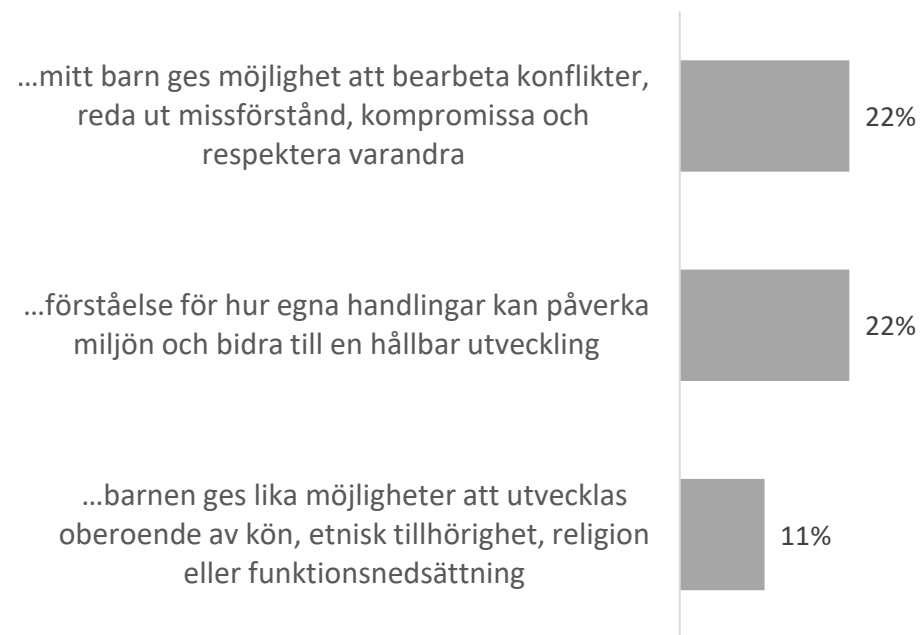 …mitt barn ges möjlighet att bearbeta konflikter,
reda ut missförstånd, kompromissa och
respektera varandra
22%
…förståelse för hur egna handlingar kan påverka
miljön och bidra till en hållbar utveckling
22%
…barnen ges lika möjligheter att utvecklas
oberoende av kön, etnisk tillhörighet, religion
eller funktionsnedsättning
11%